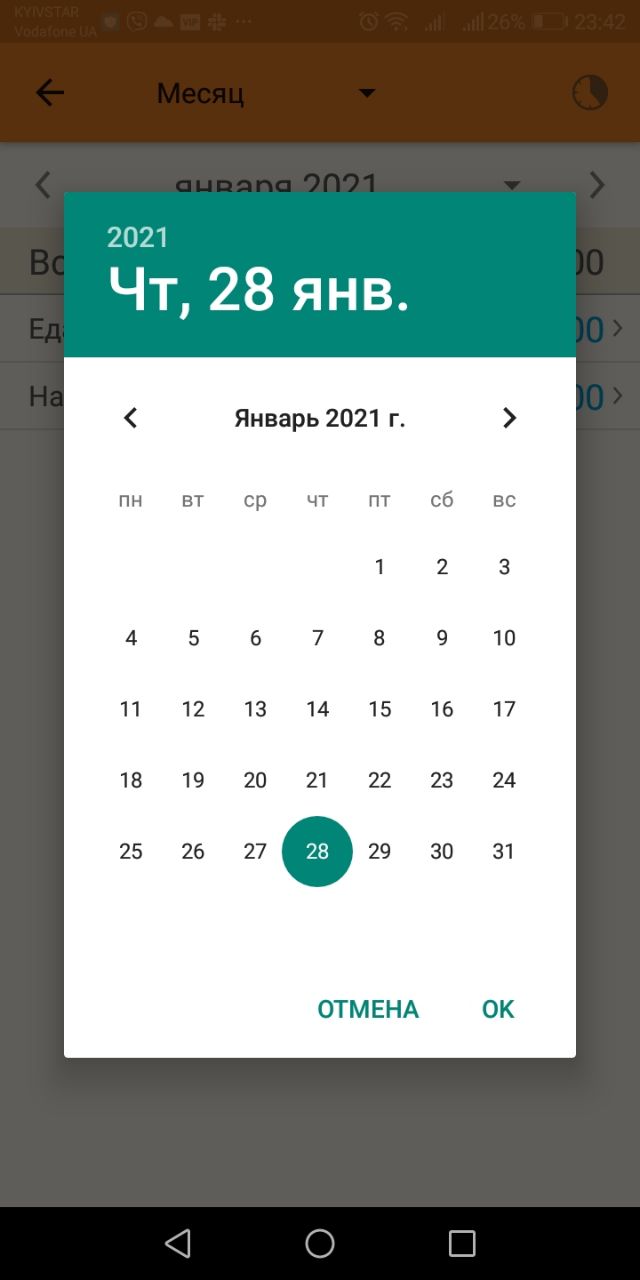 KYIVSTAR
Vodafone UA VIP ... 26% 23:42
Месяц
января 2021
00
2021
Чт, 28 янв.
00
00
Январь 2021 г.
пн вт ср чт пт сб вс
1 2 3
4 5 6 7 8 9 10
11 12 13 14 15 16 17
18 19 20 21 22 23 24
25 26 27 28 29 30 31
ОТМЕНА OK